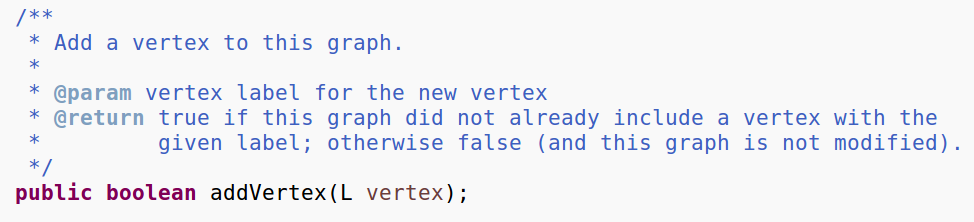 /**
 * Add a vertex to this graph.
 *
 * @param vertex label for the new vertex
 * @return true if this graph did not already include a vertex with the
 *         given label; otherwise false (and this graph is not modified).
 */
public boolean addVertex(L vertex);